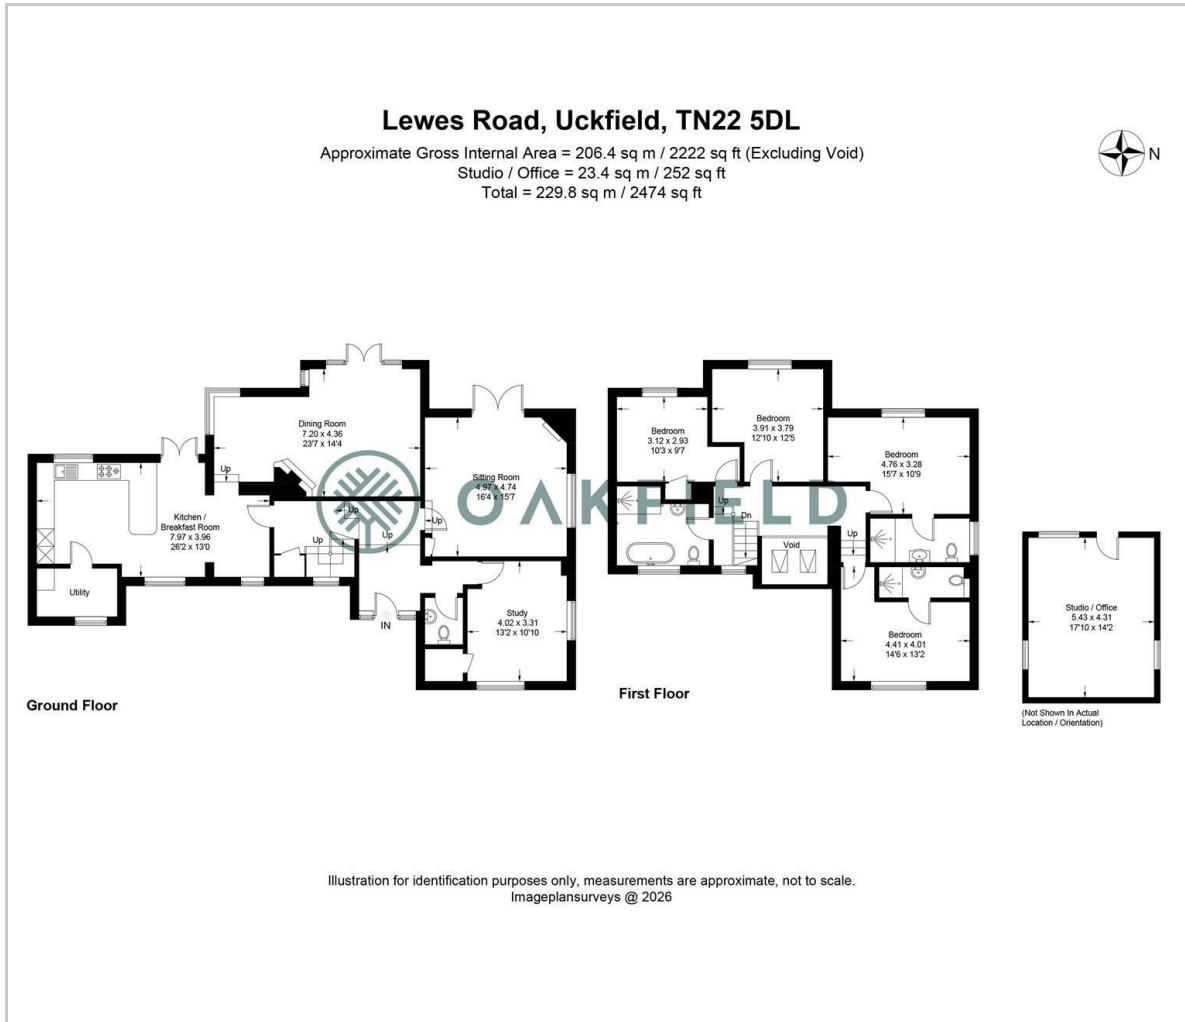 Lewes Road, Uckfield, TN22 5DL
Approximate Gross Internal Area = 206.4 sq m / 2222 sq ft (Excluding Void)
Studio / Office = 23.4 sq m / 252 sq ft
Total = 229.8 sq m / 2474 sq ft
N
Dining Room
7.20 x 4.36
23'7 x 14'4
Up
Kitchen /
Breakfast Room
7.97 x 3.96
26'2 x 13'0
Utility
Sitting Room
4.97 x 4.74
16'4 x 15'7
Up
Up
Up
Up
IN
Study
4.02 x 3.31
13'2 x 10'10
Ground Floor
Bedroom
3.12 x 2.93
10'3 x 9'7
Bedroom
3.91 x 3.79
12'10 x 12'5
Bedroom
4.76 x 3.28
15'7 x 10'9
Up
Dn
Void
Up
Bedroom
4.41 x 4.01
14'6 x 13'2
First Floor
Studio / Office
5.43 x 4.31
17'10 x 14'2
(Not Shown In Actual
Location / Orientation)
OAKFIELD
Illustration for identification purposes only, measurements are approximate, not to scale.
Imageplansurveys @ 2026